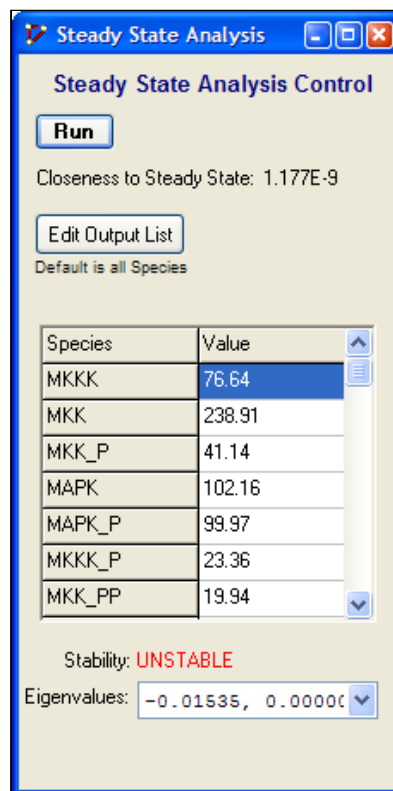 Steady State Analysis
Steady State Analysis Control
Run
Closeness to Steady State: 1.177E-9
Edit Output List
Default is all Species
Species Value
MKKK 76.64
MKK 238.91
MKK_P 41.14
MAPK 102.16
MAPK_P 99.97
MKKK_P 23.36
MKK_PP 19.94
Stability: UNSTABLE
Eigenvalues: -0.01535, 0.0000